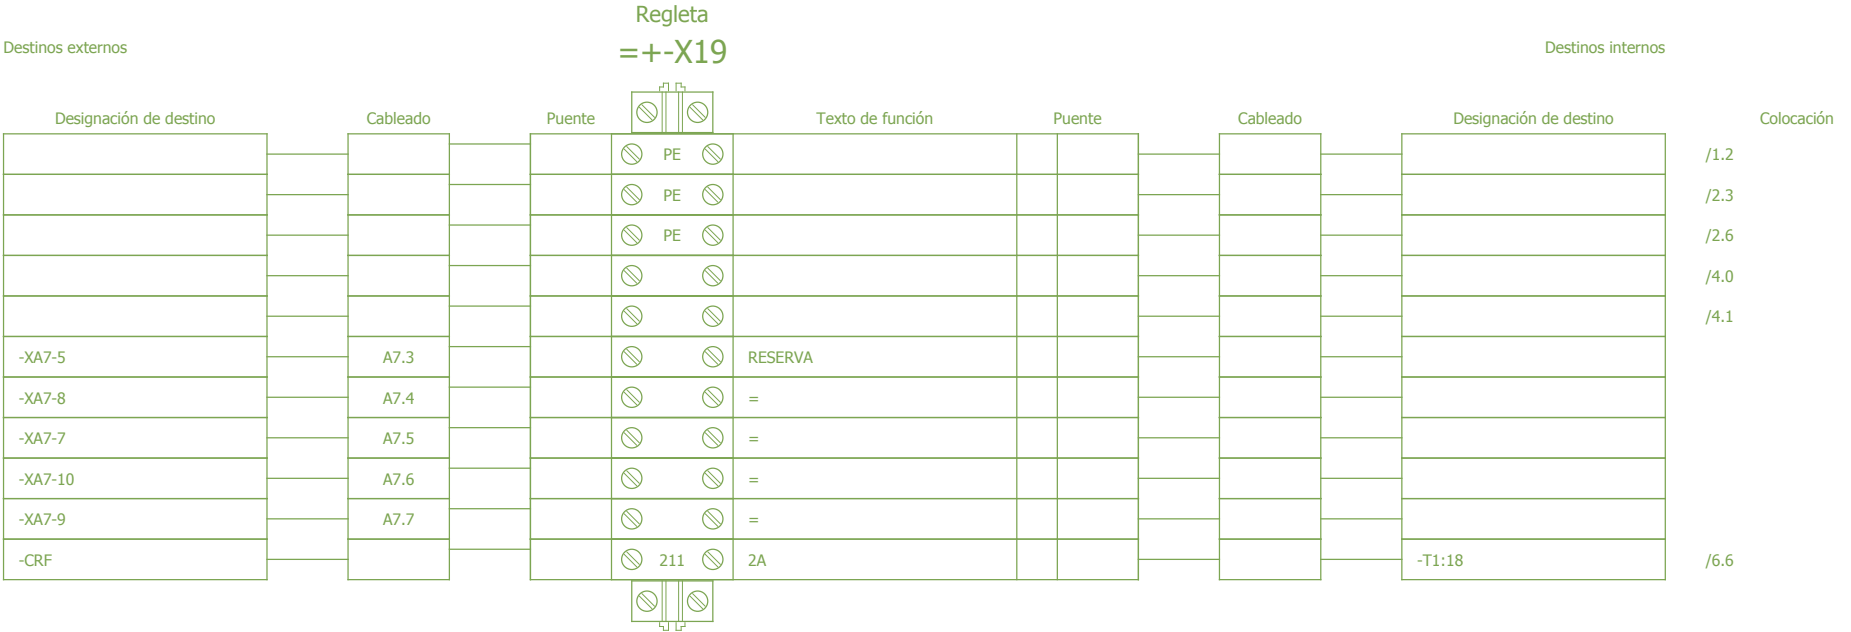 Regleta
Destinos externos =+-X19 Destinos internos
Designación de destino Cableado Puente Texto de función Puente Cableado Designación de destino Colocación
PE /1.2
PE /2.3
PE /2.6
/4.0
/4.1
-XA7-5 A7.3 RESERVA
-XA7-8 A7.4 =
-XA7-7 A7.5 =
-XA7-10 A7.6 =
-XA7-9 A7.7 =
-CRF 211 2A -T1:18 /6.6